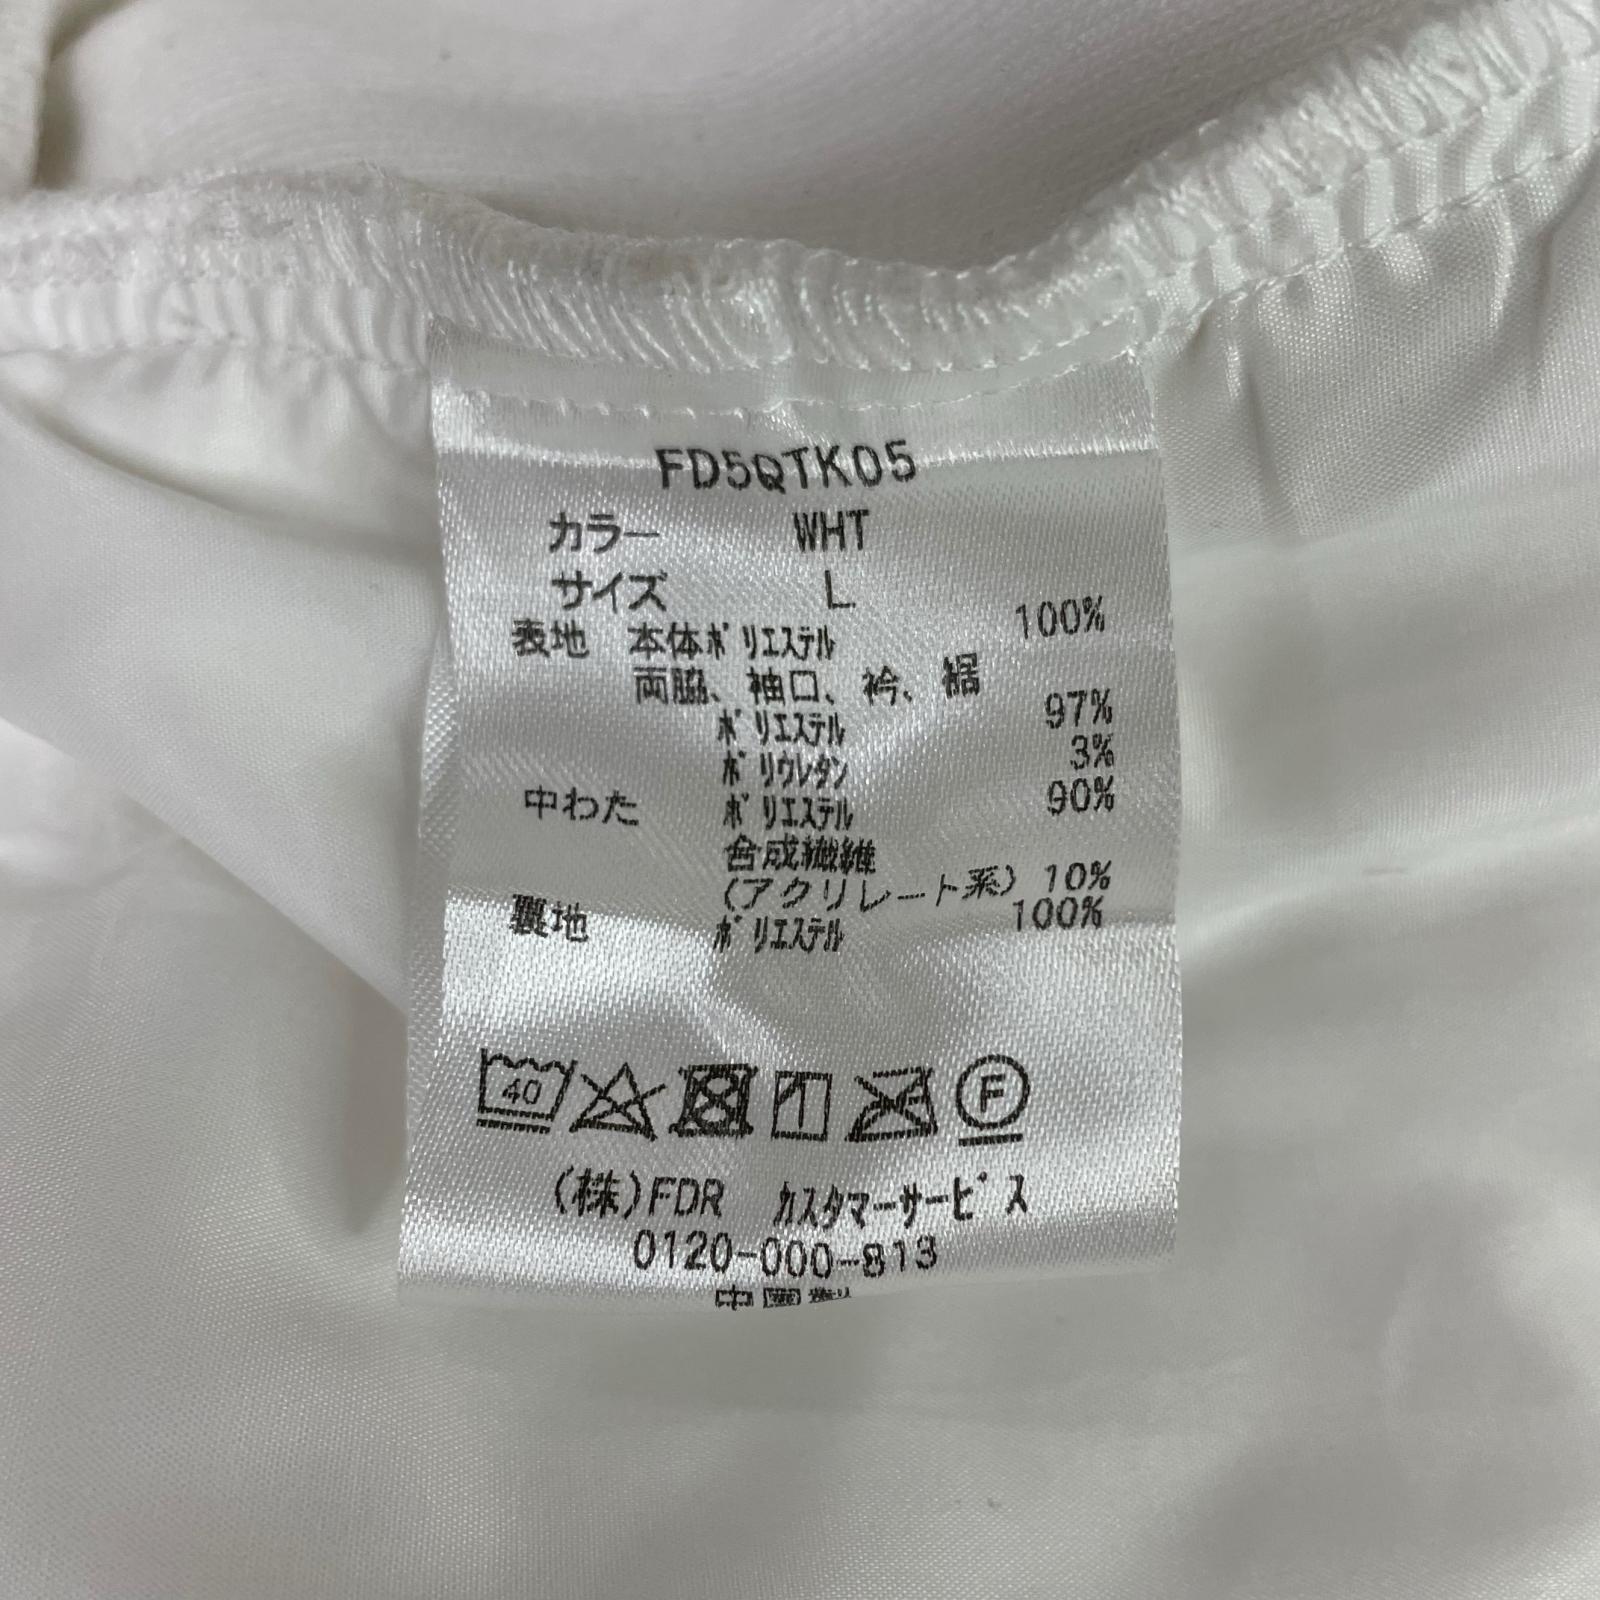 FD5QTK05
カラー WHT
サイズ L
表地 本体ポリエステル 100%
両脇、袖口、衿、裾
ポリエステル 97%
ポリウレタン 3%
中わた ポリエステル 90%
合成繊維
(アクリレート系) 10%
裏地 ポリエステル 100%
40
F
(株)FDR カスタマーサービス
0120-000-813
中国製